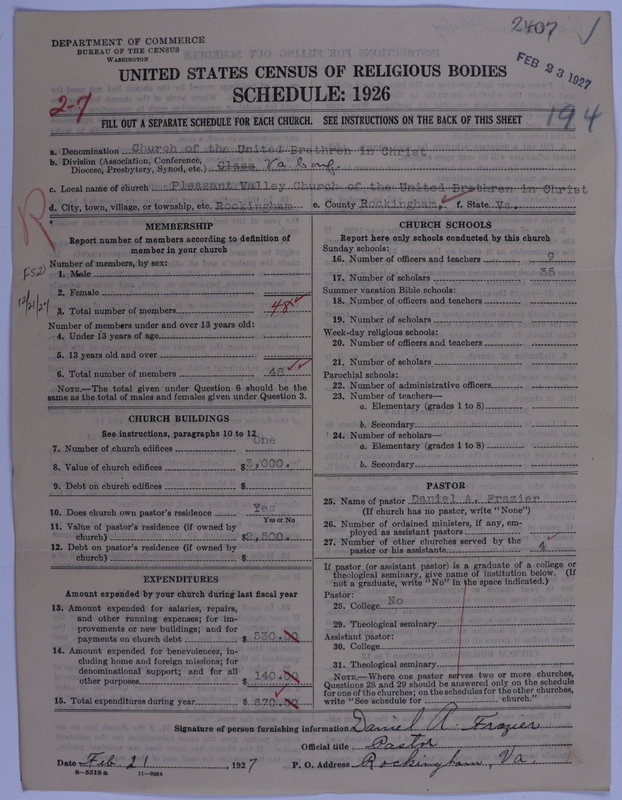 2407
DEPARTMENT OF COMMERCE
BUREAU OF THE CENSUS
WASHINGTON
FEB 23 1927
UNITED STATES CENSUS OF RELIGIOUS BODIES
SCHEDULE: 1926
2-7
194
FILL OUT A SEPARATE SCHEDULE FOR EACH CHURCH. SEE INSTRUCTIONS ON THE BACK OF THIS SHEET
a. Denomination Church of the United Brethren in Christ
b. Division (Association, Conference, Diocese, Presbytery, Synod, etc.) Class Va. Conf.
c. Local name of church Pleasant Valley Church of the United Brethren in Christ
d. City, town, village, or township, etc. Rockingham e. County Rockingham, f. State Va.
R
F52
12/21/27
MEMBERSHIP
Report number of members according to definition of member in your church
Number of members, by sex:
1. Male
2. Female
3. Total number of members 48
Number of members under and over 13 years old:
4. Under 13 years of age
5. 13 years old and over
6. Total number of members 48
NOTE.—The total given under Question 6 should be the same as the total of males and females given under Question 3.
CHURCH BUILDINGS
See instructions, paragraphs 10 to 12
7. Number of church edifices One
8. Value of church edifices $3,000.
9. Debt on church edifices $
10. Does church own pastor's residence Yes
Yes or No
11. Value of pastor's residence (if owned by church) $2,500.
12. Debt on pastor's residence (if owned by church) $
EXPENDITURES
Amount expended by your church during last fiscal year
13. Amount expended for salaries, repairs, and other running expenses; for improvements or new buildings; and for payments on church debt $ 530.00
14. Amount expended for benevolences, including home and foreign missions; for denominational support; and for all other purposes $ 140.00
15. Total expenditures during year $ 670.00
CHURCH SCHOOLS
Report here only schools conducted by this church
Sunday schools:
16. Number of officers and teachers
17. Number of scholars 35
Summer vacation Bible schools:
18. Number of officers and teachers
19. Number of scholars
Week-day religious schools:
20. Number of officers and teachers
21. Number of scholars
Parochial schools:
22. Number of administrative officers
23. Number of teachers—
a. Elementary (grades 1 to 8)
b. Secondary
24. Number of scholars—
a. Elementary (grades 1 to 8)
b. Secondary
PASTOR
25. Name of pastor Daniel A. Frazier
(If church has no pastor, write "None")
26. Number of ordained ministers, if any, employed as assistant pastors
27. Number of other churches served by the pastor or his assistants 4
If pastor (or assistant pastor) is a graduate of a college or theological seminary, give name of institution below. (If not a graduate, write "No" in the space indicated.)
Pastor:
28. College No
29. Theological seminary
Assistant pastor:
30. College
31. Theological seminary
NOTE.—Where one pastor serves two or more churches, Questions 28 and 29 should be answered only on the schedule for one of the churches; on the schedules for the other churches, write "See schedule for church."
Signature of person furnishing information Daniel A. Frazier
Official title Pastor
Date Feb 21, 1927 P. O. Address Rockingham, Va.
8-5518 a 11-9054